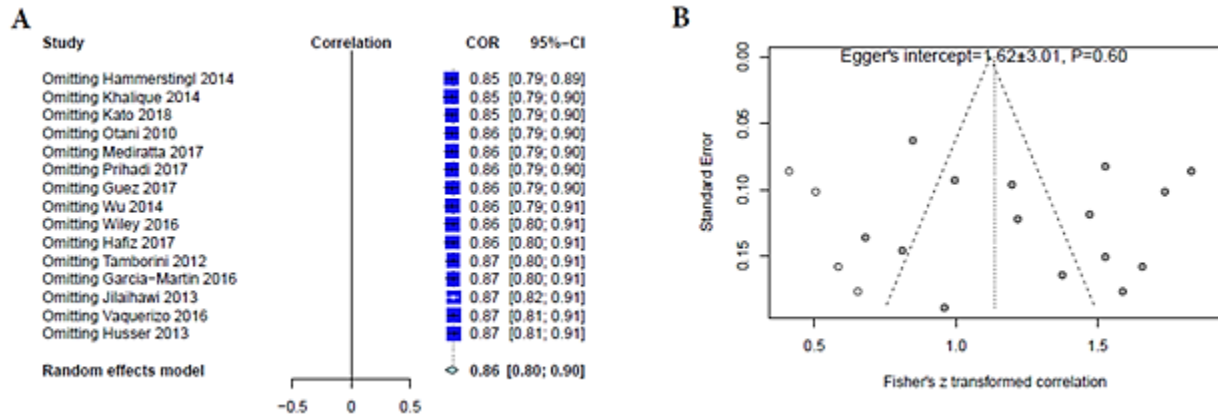 A
Study Correlation COR 95%−CI
Omitting Hammerstingl 2014 0.85 [0.79; 0.89]
Omitting Khalique 2014 0.85 [0.79; 0.90]
Omitting Kato 2018 0.85 [0.79; 0.90]
Omitting Otani 2010 0.86 [0.79; 0.90]
Omitting Mediratta 2017 0.86 [0.79; 0.90]
Omitting Prihadi 2017 0.86 [0.79; 0.90]
Omitting Guez 2017 0.86 [0.79; 0.90]
Omitting Wu 2014 0.86 [0.79; 0.91]
Omitting Wiley 2016 0.86 [0.80; 0.91]
Omitting Hafiz 2017 0.86 [0.80; 0.91]
Omitting Tamborini 2012 0.87 [0.80; 0.91]
Omitting Garcia−Martin 2016 0.87 [0.80; 0.91]
Omitting Jilaihawi 2013 0.87 [0.82; 0.91]
Omitting Vaquerizo 2016 0.87 [0.81; 0.91]
Omitting Husser 2013 0.87 [0.81; 0.91]
Random effects model 0.86 [0.80; 0.90]
−0.5 0 0.5
B
Egger's intercept=1.62±3.01, P=0.60
Standard Error
0.00
0.05
0.10
0.15
0.5 1.0 1.5
Fisher's z transformed correlation